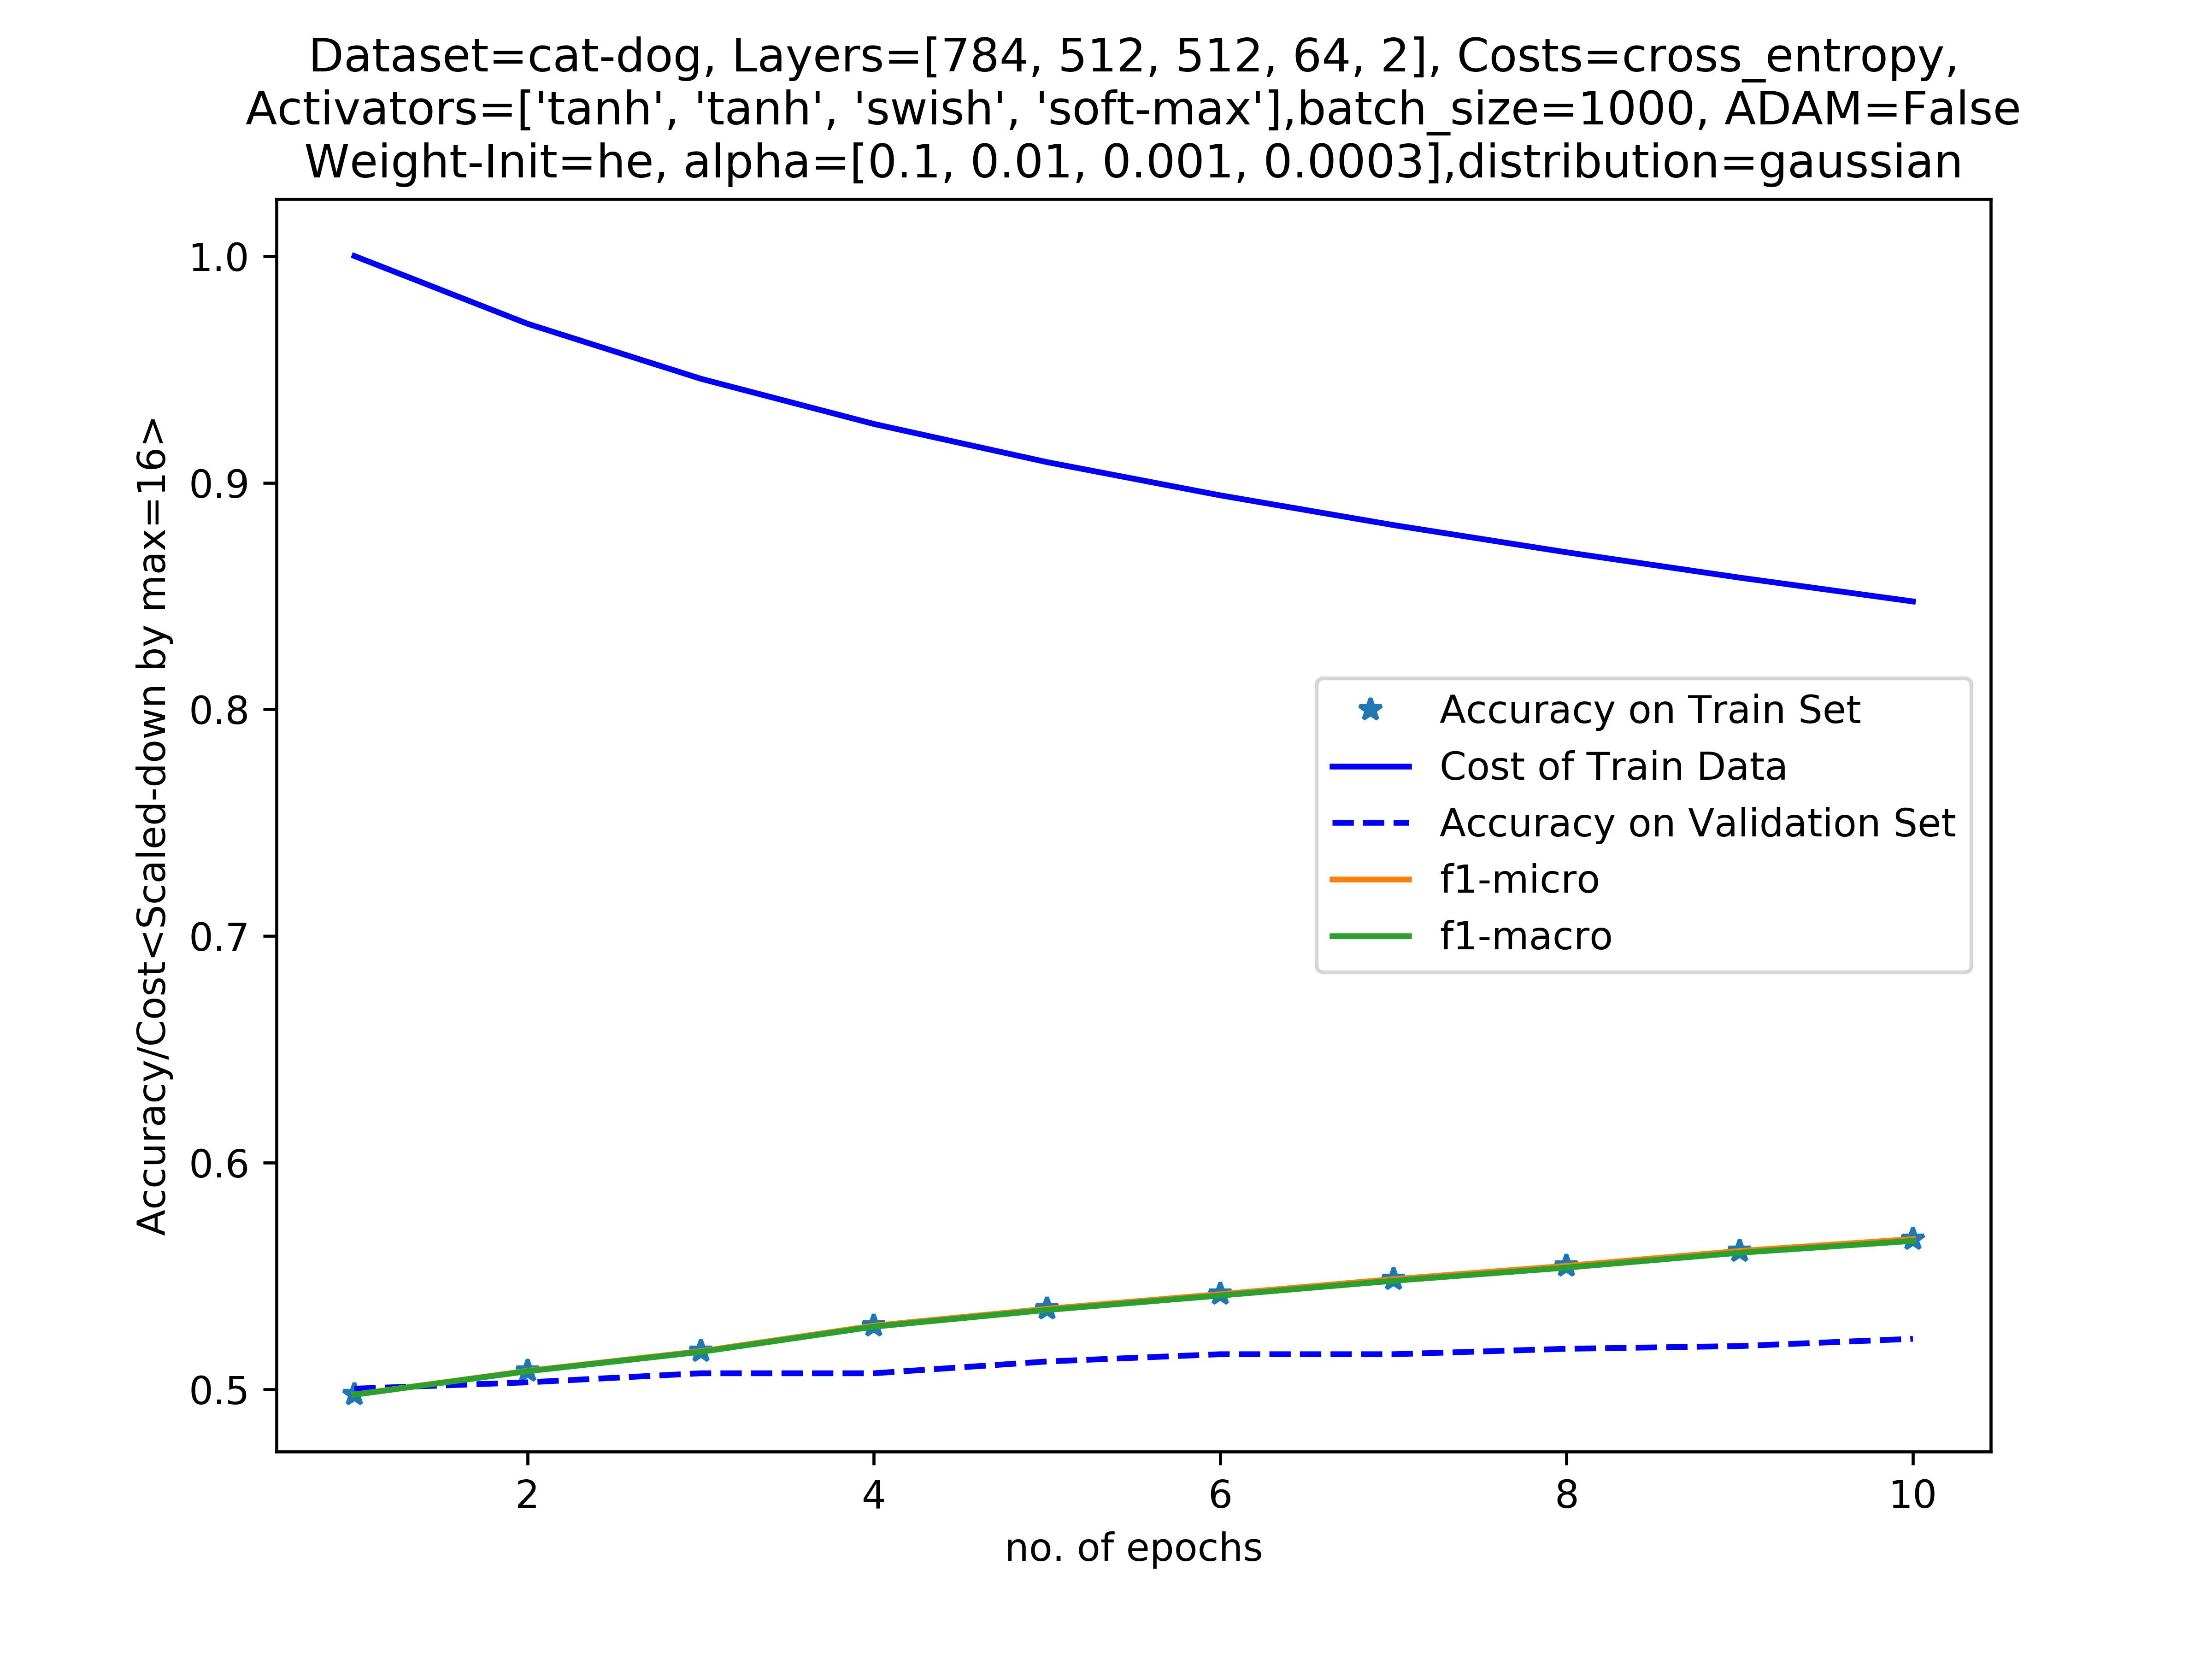 Dataset=cat-dog, Layers=[784, 512, 512, 64, 2], Costs=cross_entropy,
Activators=['tanh', 'tanh', 'swish', 'soft-max'],batch_size=1000, ADAM=False
Weight-Init=he, alpha=[0.1, 0.01, 0.001, 0.0003],distribution=gaussian
Accuracy/Cost<Scaled-down by max=16>
1.0
0.9
0.8
0.7
0.6
0.5
Accuracy on Train Set
Cost of Train Data
Accuracy on Validation Set
f1-micro
f1-macro
2 4 6 8 10
no. of epochs